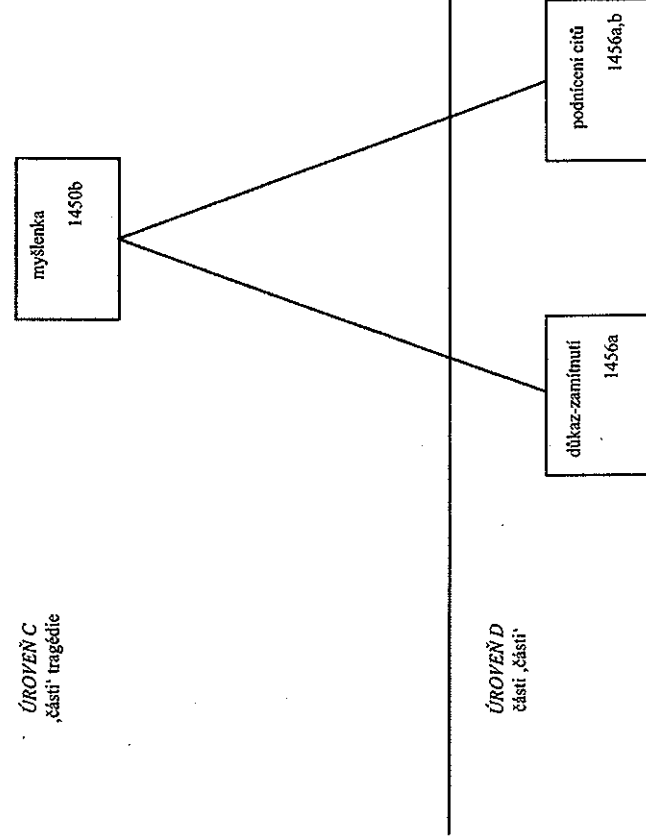 myšlenka
1450b
ÚROVEŇ C
‚části‘ tragédie
ÚROVEŇ D
části ‚části‘
důkaz-zamítnutí
1456a
podnícení citů
1456a,b